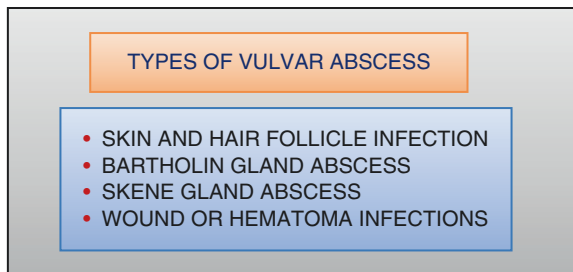 TYPES OF VULVAR ABSCESS
• SKIN AND HAIR FOLLICLE INFECTION
• BARTHOLIN GLAND ABSCESS
• SKENE GLAND ABSCESS
• WOUND OR HEMATOMA INFECTIONS